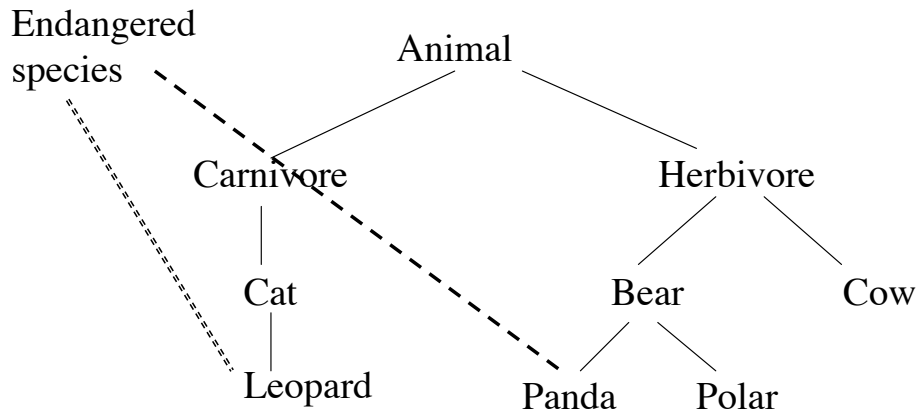 Endangered
species
Animal
Carnivore
Herbivore
Cat
Bear
Cow
Leopard
Panda
Polar